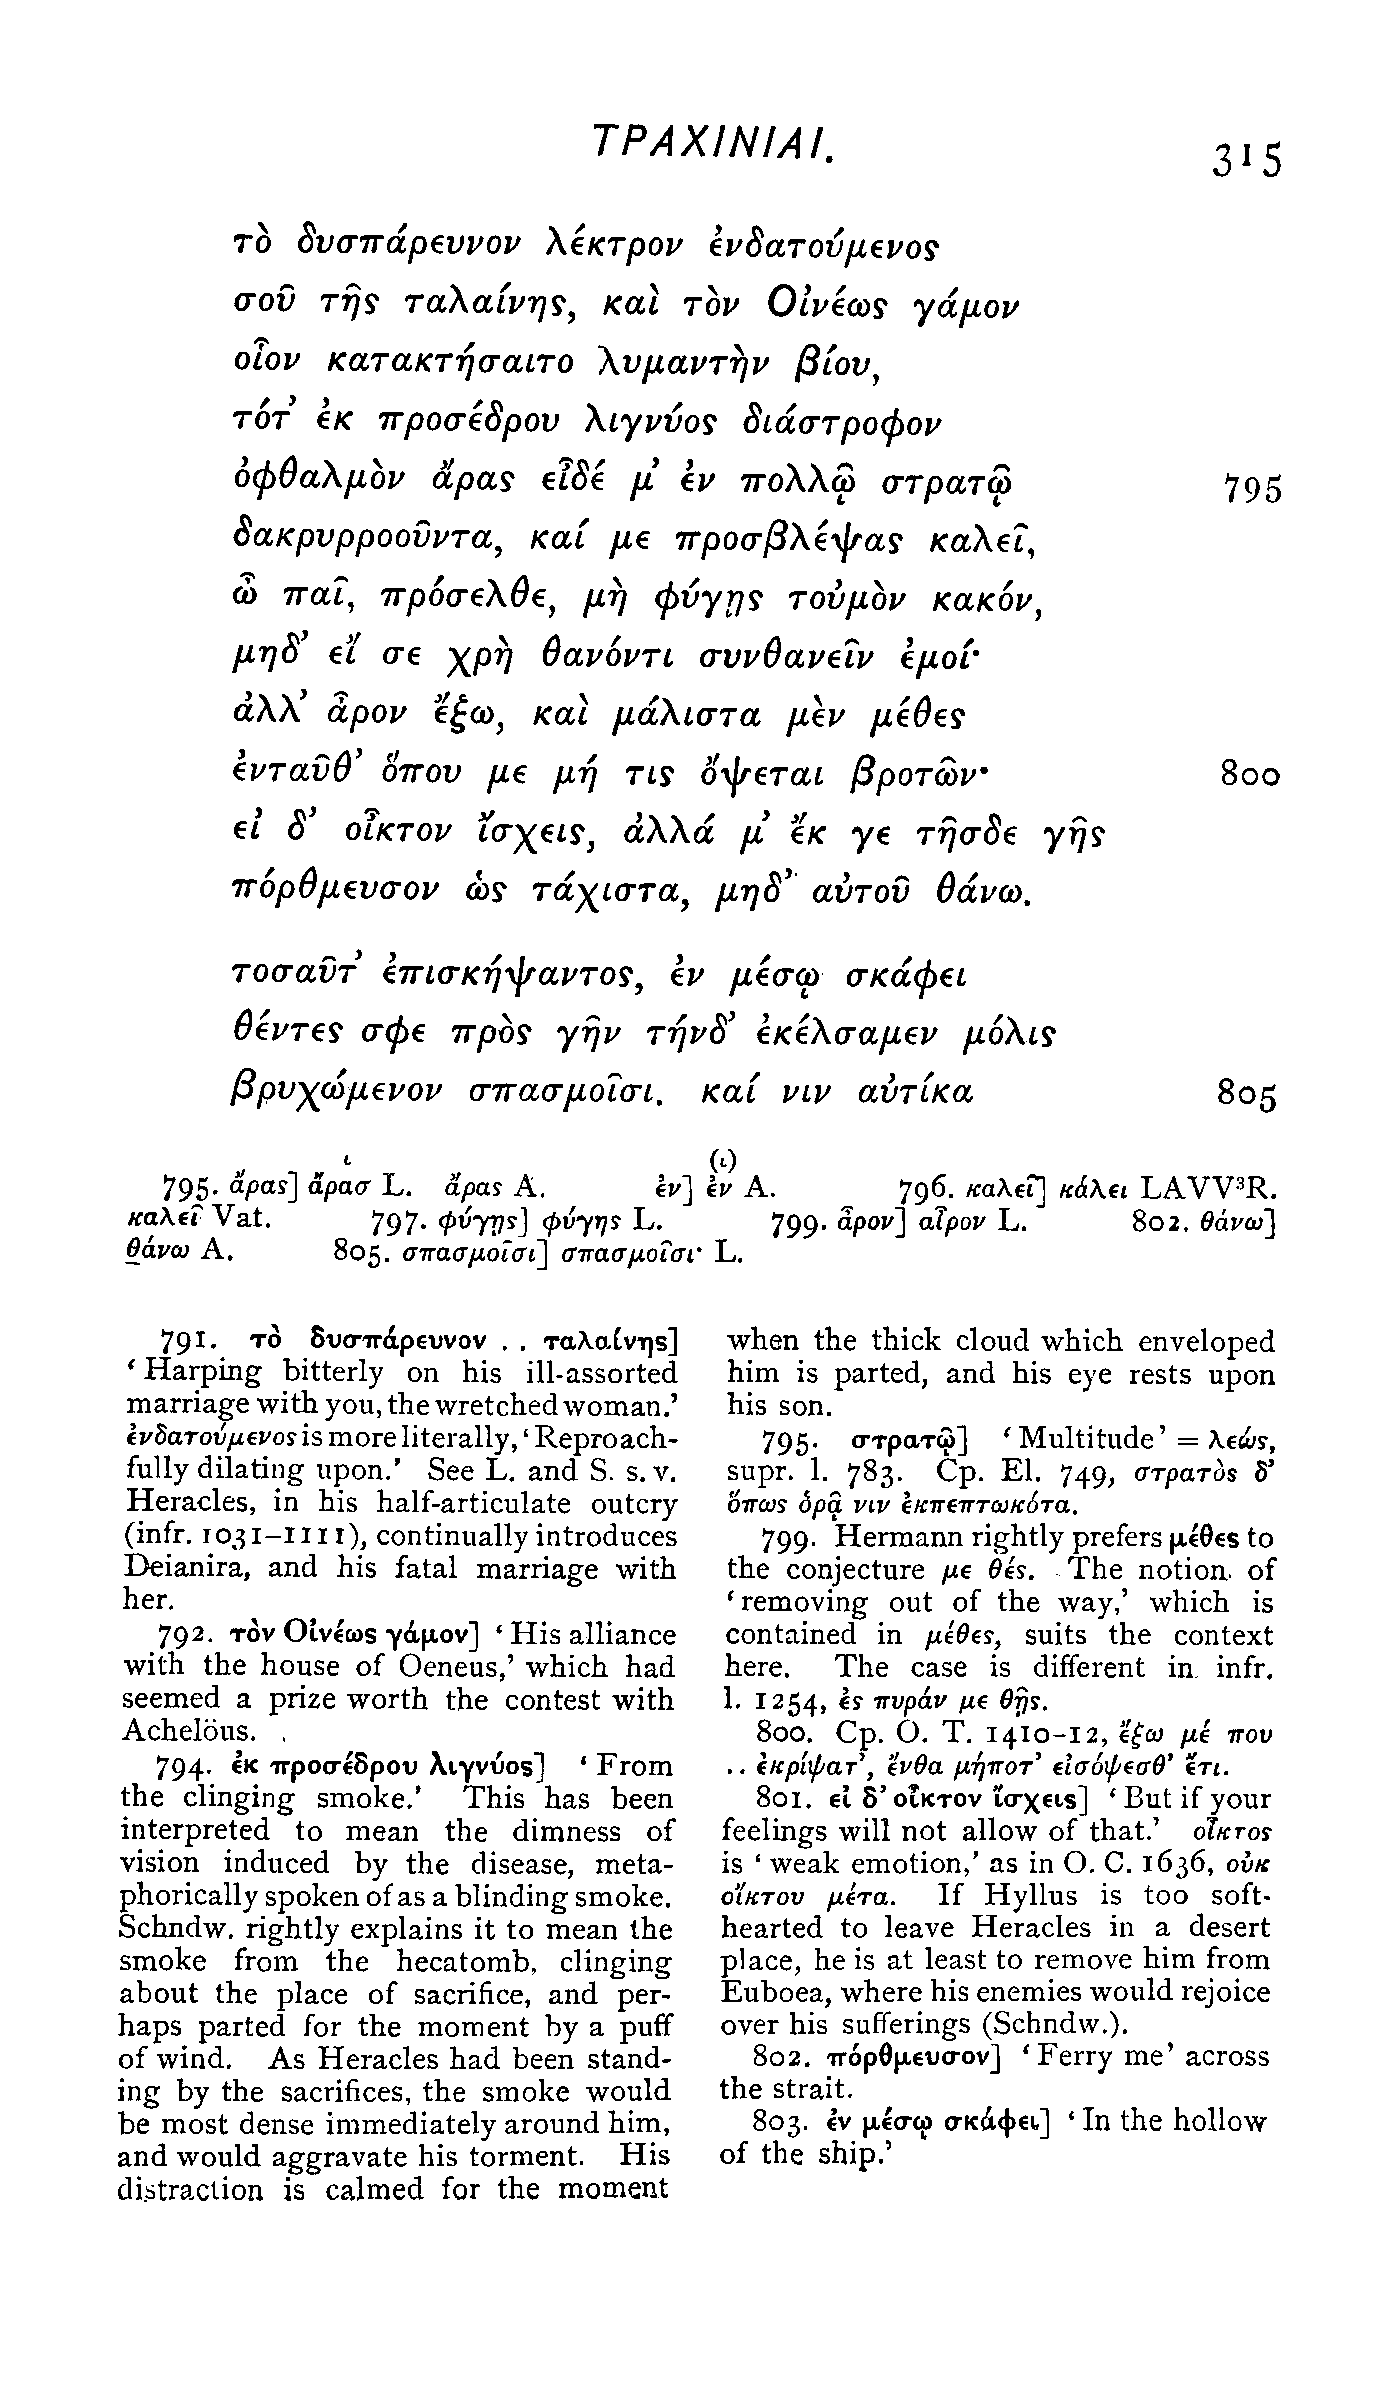 ΤΡΑΧΙΝΙΑΙ.
315
τὸ δυσπάρευνον λέκτρον ἐνδατούμενος
σοῦ τῆς ταλαίνης, καὶ τὸν Οἰνέως γάμον
οἷον κατακτήσαιτο λυμαντὴν βίου,
τότ’ ἐκ προσέδρου λιγνύος διάστροφον
ὀφθαλμὸν ἄρας εἶδέ μ’ ἐν πολλῷ στρατῷ 795
δακρυρροοῦντα, καί με προσβλέψας καλεῖ,
ὦ παῖ, πρόσελθε, μὴ φύγῃς τοὐμὸν κακόν,
μηδ’ εἴ σε χρὴ θανόντι συνθανεῖν ἐμοί·
ἀλλ’ ἆρον ἔξω, καὶ μάλιστα μὲν μέθες
ἐνταῦθ’ ὅπου με μή τις ὄψεται βροτῶν· 800
εἰ δ’ οἶκτον ἴσχεις, ἀλλά μ’ ἔκ γε τῆσδε γῆς
πόρθμευσον ὡς τάχιστα, μηδ’ αὐτοῦ θάνω.
τοσαῦτ’ ἐπισκήψαντος, ἐν μέσῳ σκάφει
θέντες σφε πρὸς γῆν τήνδ’ ἐκέλσαμεν μόλις
βρυχώμενον σπασμοῖσι. καί νιν αὐτίκα 805
ι (ι)
795. ἄρας] ἄρασ L. ἄρας A. ἐν] ἐν A. 796. καλεῖ] κάλει LAVV³R.
καλεῖ Vat. 797. φύγῃς] φύγης L. 799. ἆρον] αἶρον L. 802. θάνω]
θάνω A. 805. σπασμοῖσι] σπασμοῖσι· L.
791. τὸ δυσπάρευνον . . ταλαίνης]
‘Harping bitterly on his ill-assorted
marriage with you, the wretched woman.’
ἐνδατούμενος is more literally, ‘Reproach-
fully dilating upon.’ See L. and S. s. v.
Heracles, in his half-articulate outcry
(infr. 1031–1111), continually introduces
Deianira, and his fatal marriage with
her.
792. τὸν Οἰνέως γάμον] ‘His alliance
with the house of Oeneus,’ which had
seemed a prize worth the contest with
Achelöus.
794. ἐκ προσέδρου λιγνύος] ‘From
the clinging smoke.’ This has been
interpreted to mean the dimness of
vision induced by the disease, meta-
phorically spoken of as a blinding smoke.
Schndw. rightly explains it to mean the
smoke from the hecatomb, clinging
about the place of sacrifice, and per-
haps parted for the moment by a puff
of wind. As Heracles had been stand-
ing by the sacrifices, the smoke would
be most dense immediately around him,
and would aggravate his torment. His
distraction is calmed for the moment
when the thick cloud which enveloped
him is parted, and his eye rests upon
his son.
795. στρατῷ] ‘Multitude’ = λεώς,
supr. l. 783. Cp. El. 749, στρατὸς δ’
ὅπως ὁρᾷ νιν ἐκπεπτωκότα.
799. Hermann rightly prefers μέθες to
the conjecture με θές. The notion of
‘removing out of the way,’ which is
contained in μέθες, suits the context
here. The case is different in infr.
l. 1254, ἐς πυράν με θῇς.
800. Cp. O. T. 1410–12, ἔξω μέ που
. . ἐκρίψατ’, ἔνθα μήποτ’ εἰσόψεσθ’ ἔτι.
801. εἰ δ’ οἶκτον ἴσχεις] ‘But if your
feelings will not allow of that.’ οἶκτος
is ‘weak emotion,’ as in O. C. 1636, οὐκ
οἴκτου μέτα. If Hyllus is too soft-
hearted to leave Heracles in a desert
place, he is at least to remove him from
Euboea, where his enemies would rejoice
over his sufferings (Schndw.).
802. πόρθμευσον] ‘Ferry me’ across
the strait.
803. ἐν μέσῳ σκάφει] ‘In the hollow
of the ship.’